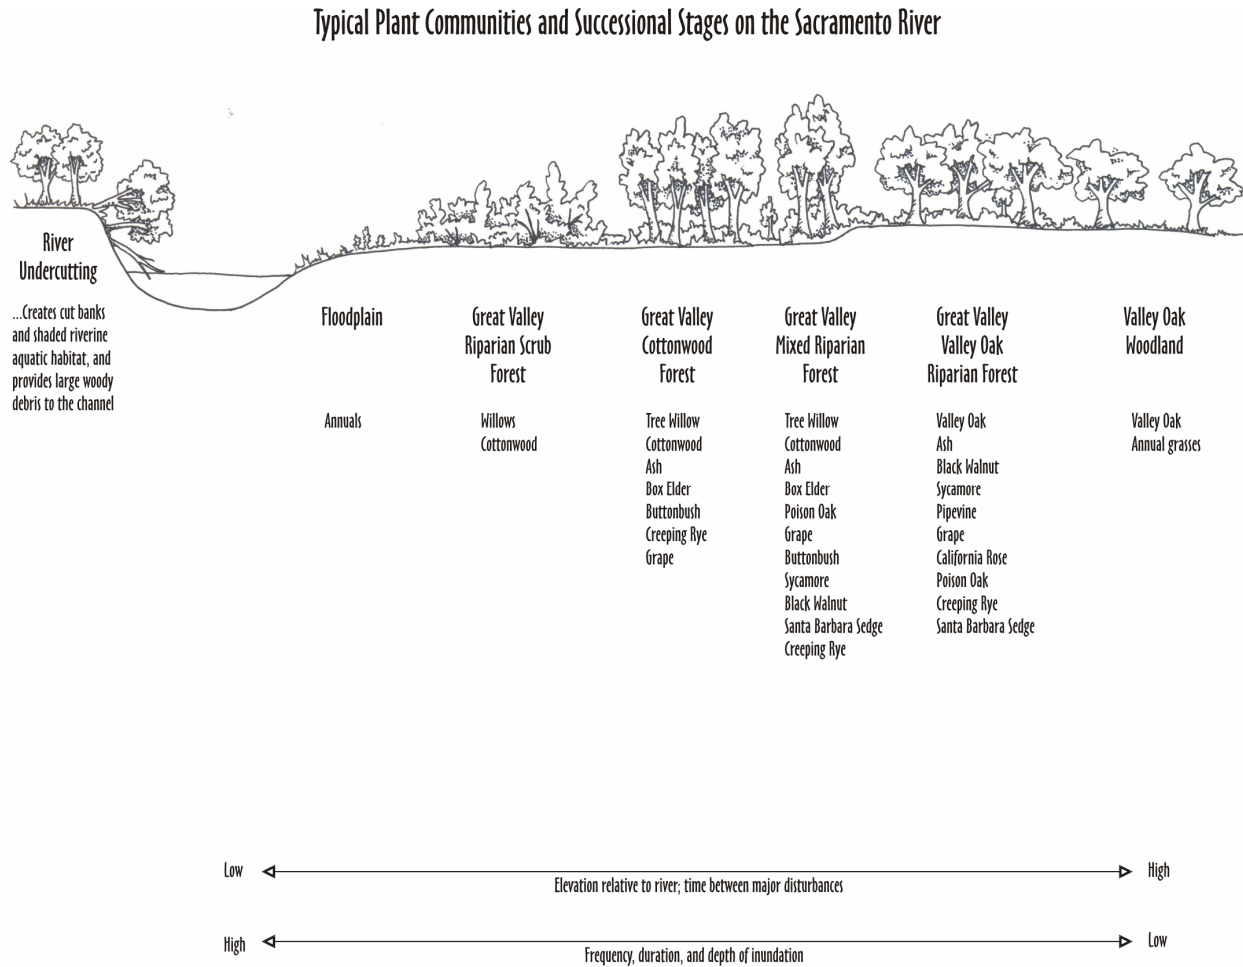 Typical Plant Communities and Successional Stages on the Sacramento River
River
Undercutting
...Creates cut banks
and shaded riverine
aquatic habitat, and
provides large woody
debris to the channel
Floodplain
Annuals
Great Valley
Riparian Scrub
Forest
Willows
Cottonwood
Great Valley
Cottonwood
Forest
Tree Willow
Cottonwood
Ash
Box Elder
Buttonbush
Creeping Rye
Grape
Great Valley
Mixed Riparian
Forest
Tree Willow
Cottonwood
Ash
Box Elder
Poison Oak
Grape
Buttonbush
Sycamore
Black Walnut
Santa Barbara Sedge
Creeping Rye
Great Valley
Valley Oak
Riparian Forest
Valley Oak
Ash
Black Walnut
Sycamore
Pipevine
Grape
California Rose
Poison Oak
Creeping Rye
Santa Barbara Sedge
Valley Oak
Woodland
Valley Oak
Annual grasses
Low
High
Elevation relative to river; time between major disturbances
High
Low
Frequency, duration, and depth of inundation